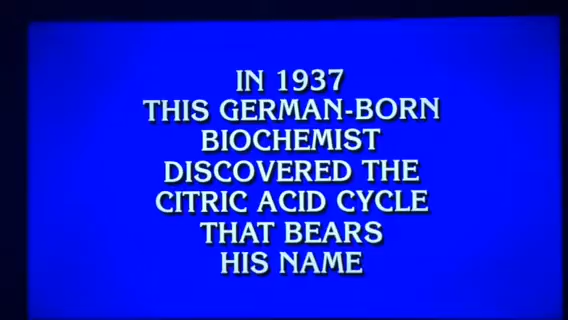 IN 1937
THIS GERMAN-BORN
BIOCHEMIST
DISCOVERED THE
CITRIC ACID CYCLE
THAT BEARS
HIS NAME